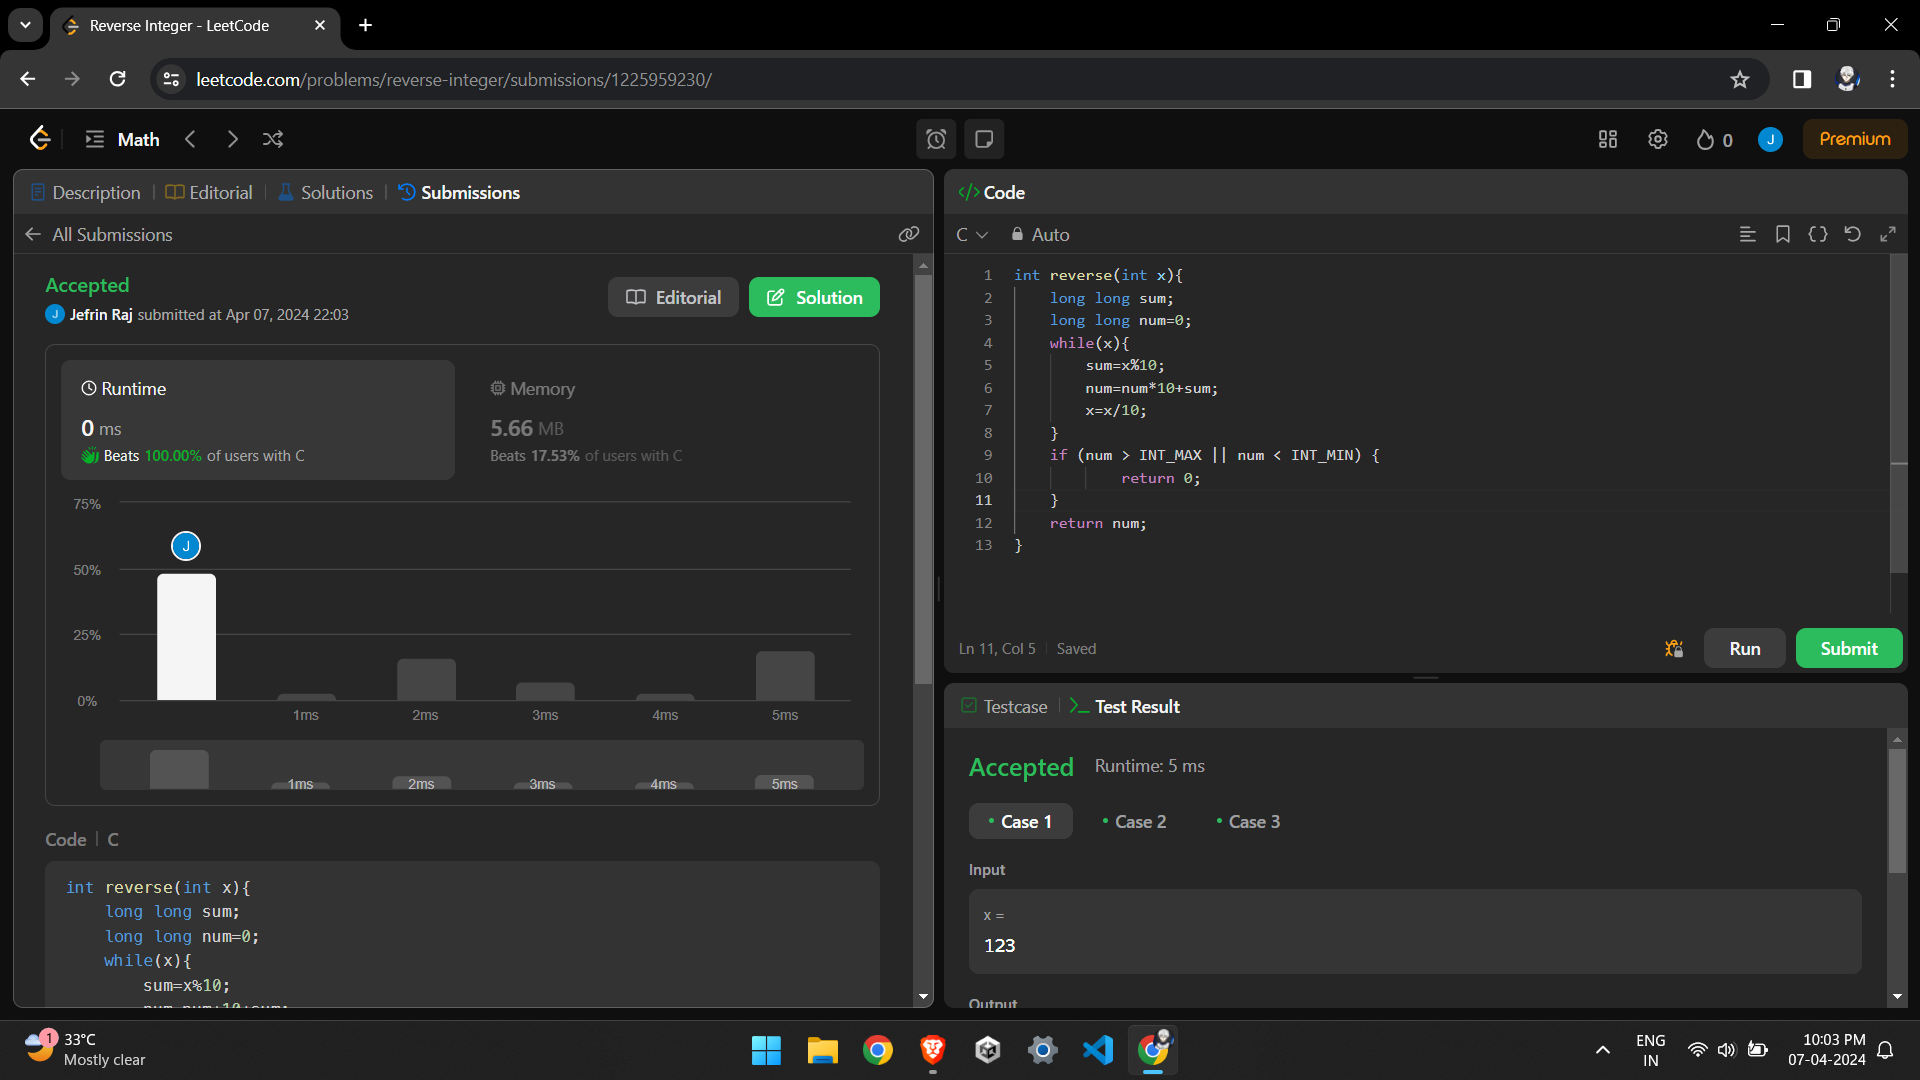 Reverse Integer - LeetCode
leetcode.com/problems/reverse-integer/submissions/1225959230/
Math
0
J
Premium
Description
Editorial
Solutions
Submissions
All Submissions
Accepted
J Jefrin Raj submitted at Apr 07, 2024 22:03
Editorial
Solution
Runtime
0 ms
Beats 100.00% of users with C
Memory
5.66 MB
Beats 17.53% of users with C
75%
J
50%
25%
0%
1ms 2ms 3ms 4ms 5ms
1ms 2ms 3ms 4ms 5ms
Code | C
int reverse(int x){
long long sum;
long long num=0;
while(x){
sum=x%10;
num=num*10+sum;
</> Code
C
Auto
1 int reverse(int x){
2 long long sum;
3 long long num=0;
4 while(x){
5 sum=x%10;
6 num=num*10+sum;
7 x=x/10;
8 }
9 if (num > INT_MAX || num < INT_MIN) {
10 return 0;
11 }
12 return num;
13 }
Ln 11, Col 5 Saved
Run
Submit
Testcase
Test Result
Accepted Runtime: 5 ms
• Case 1 • Case 2 • Case 3
Input
x =
123
Output
1
33°C
Mostly clear
ENG
IN
10:03 PM
07-04-2024